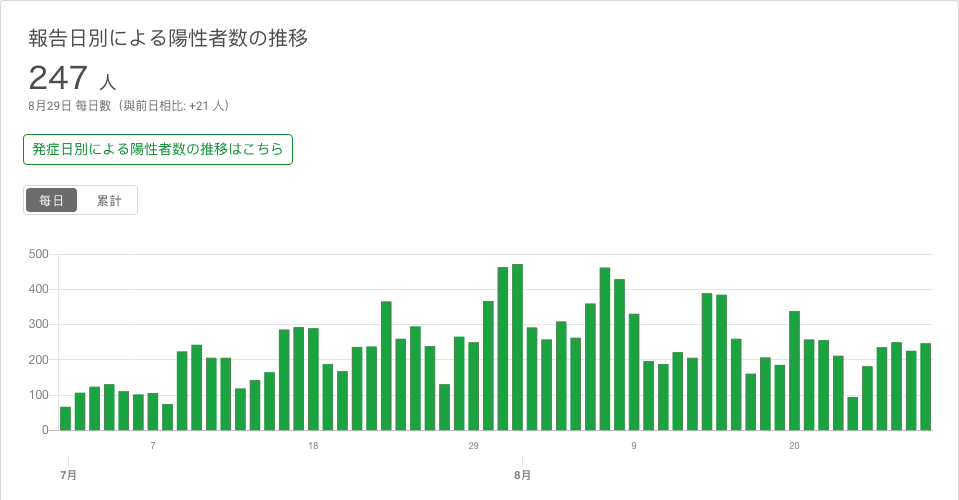 報告日別による陽性者数の推移
247 人
8月29日 每日數（與前日相比: +21 人）
発症日別による陽性者数の推移はこちら
每日 累計
500
400
300
200
100
0
7 18 29 9 20
7月 8月